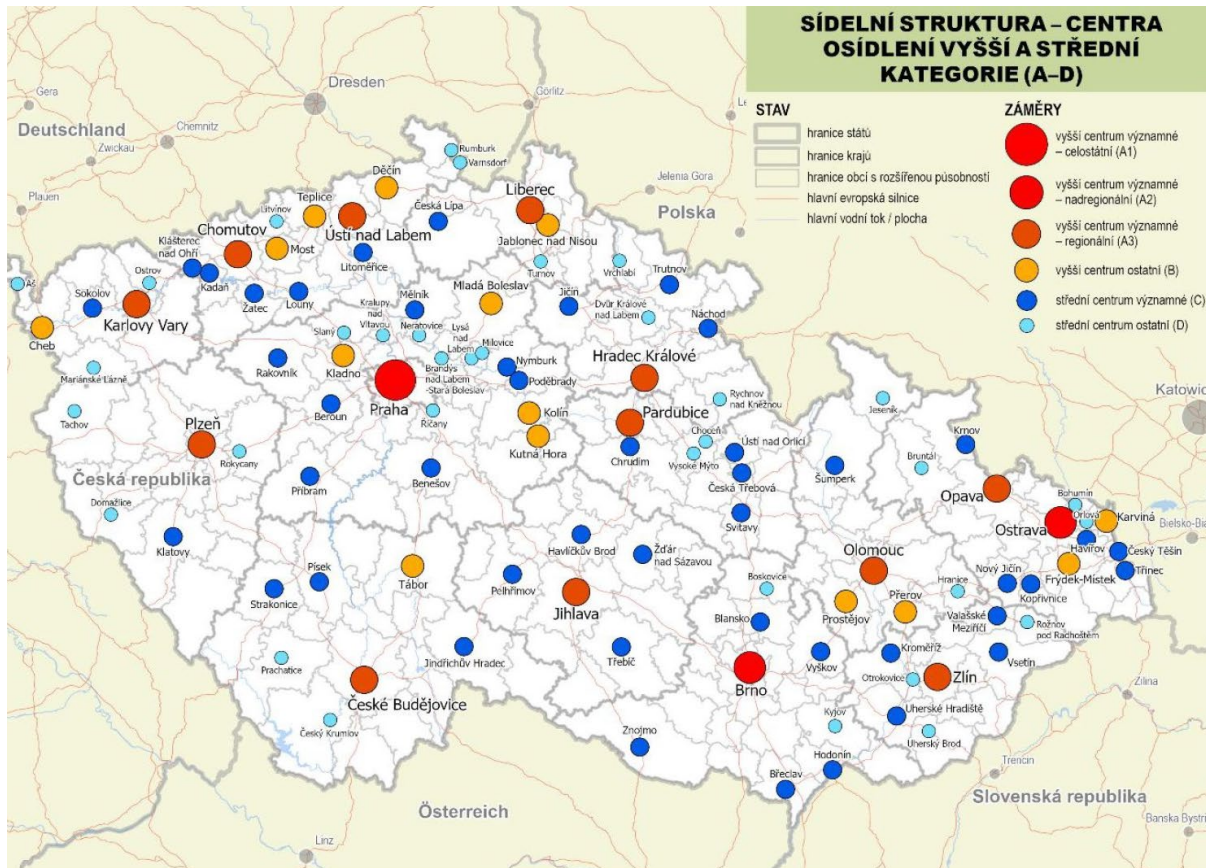 SÍDELNÍ STRUKTURA – CENTRA
OSÍDLENÍ VYŠŠÍ A STŘEDNÍ
KATEGORIE (A–D)
STAV
hranice států
hranice krajů
hranice obcí s rozšířenou působností
hlavní evropská silnice
hlavní vodní tok / plocha
ZÁMĚRY
vyšší centrum významné
– celostátní (A1)
vyšší centrum významné
– nadregionální (A2)
vyšší centrum významné
– regionální (A3)
vyšší centrum ostatní (B)
střední centrum významné (C)
střední centrum ostatní (D)
Dresden
Görlitz
Gera
Deutschland
Chemnitz
Zwickau
Plauen
Jelenia Gora
Polska
Katowic
Bielsko-Bia
Rumburk
Varnsdorf
Děčín
Teplice
Litvínov
Ústí nad Labem
Česká Lípa
Liberec
Jablonec nad Nisou
Chomutov
Most
Klášterec
nad Ohří
Kadaň
Litoměřice
Turnov
Vrchlabí
Trutnov
Aš
Ostrov
Sokolov
Žatec
Louny
Mělník
Mladá Boleslav
Jičín
Dvůr Králové
nad Labem
Náchod
Karlovy Vary
Cheb
Kralupy
nad
Vltavou
Slaný
Neratovice
Lysá
nad
Labem
Milovice
Hradec Králové
Mariánské Lázně
Rakovník
Kladno
Praha
Brandýs
nad Labem
-Stará Boleslav
Nymburk
Poděbrady
Rychnov
nad Kněžnou
Jeseník
Tachov
Beroun
Říčany
Kolín
Kutná Hora
Pardubice
Chrudim
Choceň
Vysoké Mýto
Ústí nad Orlicí
Česká Třebová
Šumperk
Bruntál
Krnov
Plzeň
Rokycany
Česká republika
Příbram
Benešov
Svitavy
Opava
Bohumín
Orlová
Karviná
Ostrava
Havířov
Český Těšín
Třinec
Frýdek-Místek
Domažlice
Klatovy
Písek
Strakonice
Tábor
Pelhřimov
Havlíčkův Brod
Žďár
nad Sázavou
Jihlava
Boskovice
Blansko
Olomouc
Prostějov
Přerov
Hranice
Nový Jičín
Kopřivnice
Valašské
Meziříčí
Rožnov
pod Radhoštěm
Prachatice
Jindřichův Hradec
Třebíč
Vyškov
Kroměříž
Vsetín
České Budějovice
Český Krumlov
Brno
Otrokovice
Zlín
Uherské Hradiště
Uherský Brod
Kyjov
Znojmo
Hodonín
Břeclav
Žilina
Trenčín
Slovenská republika
Banska Bystri
Österreich
Linz